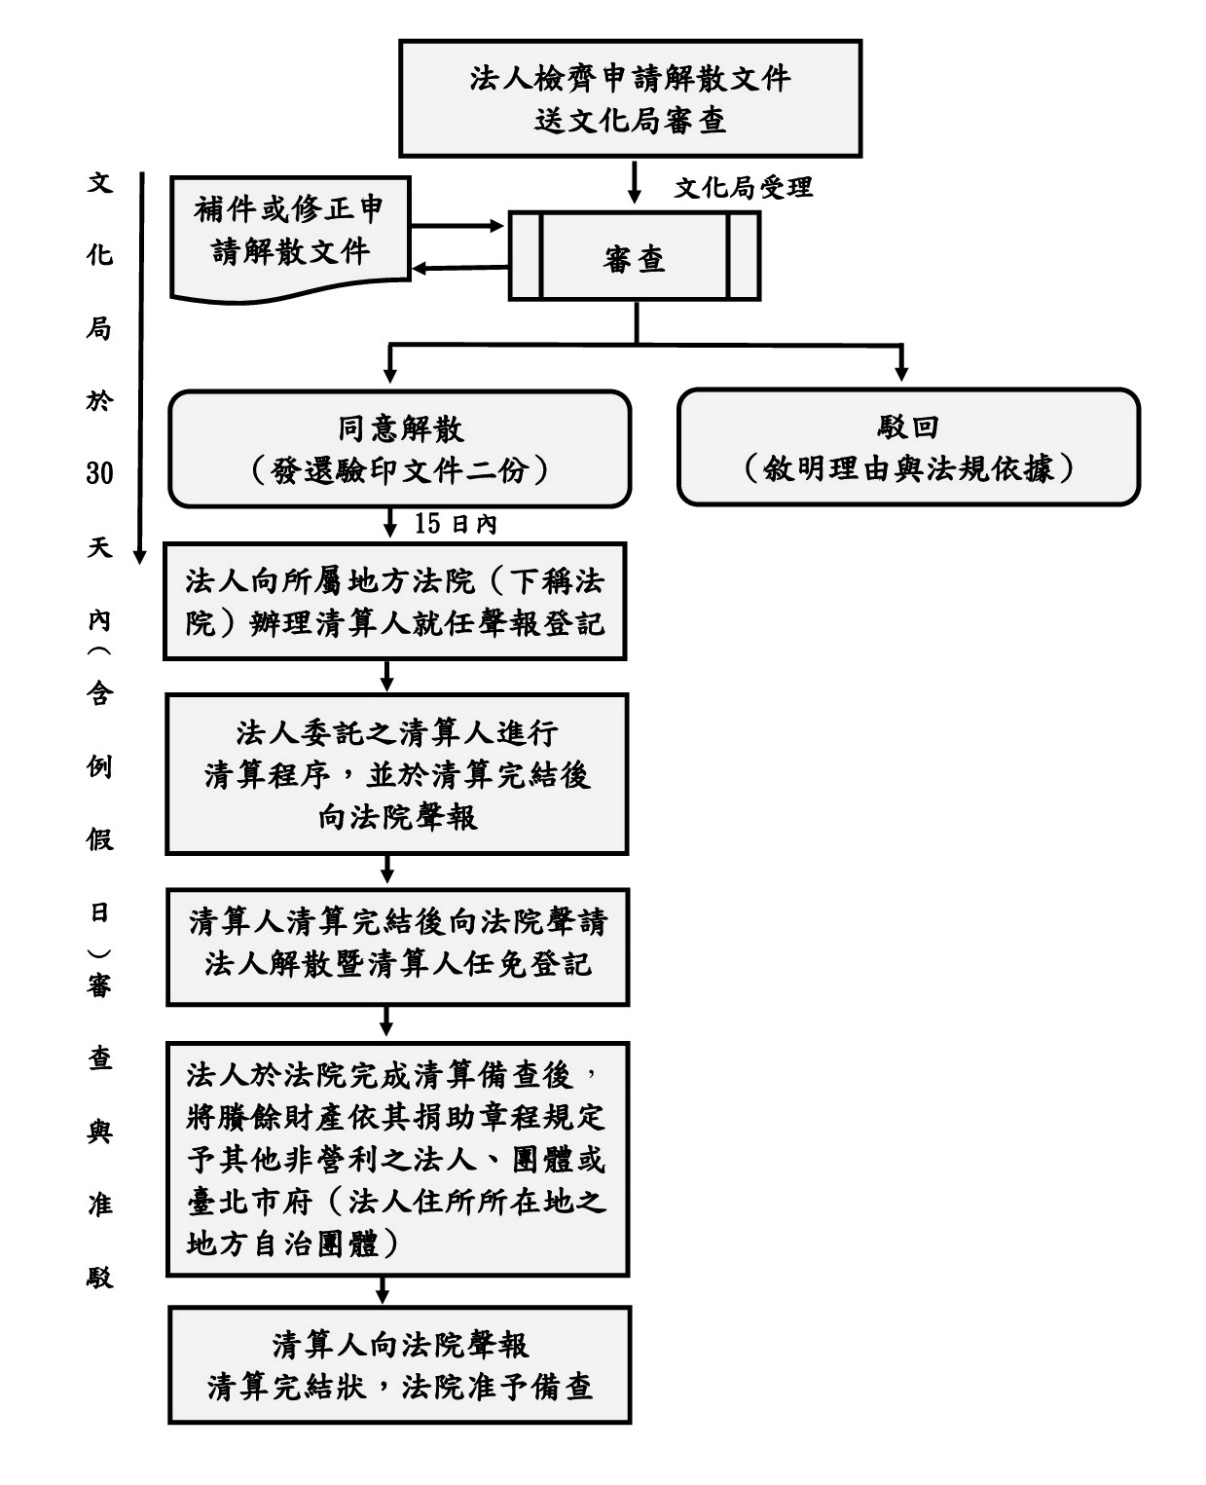 法人檢齊申請解散文件
送文化局審查
文化局受理
文化局於30天內(含例假日)審查與准駁
補件或修正申
請解散文件
審查
同意解散
(發還驗印文件二份)
駁回
(敘明理由與法規依據)
15日內
法人向所屬地方法院(下稱法
院)辦理清算人就任聲報登記
法人委託之清算人進行
清算程序,並於清算完結後
向法院聲報
清算人清算完結後向法院聲請
法人解散暨清算人任免登記
法人於法院完成清算備查後,
將賸餘財產依其捐助章程規定
予其他非營利之法人、團體或
臺北市府(法人住所所在地之
地方自治團體)
清算人向法院聲報
清算完結狀,法院准予備查